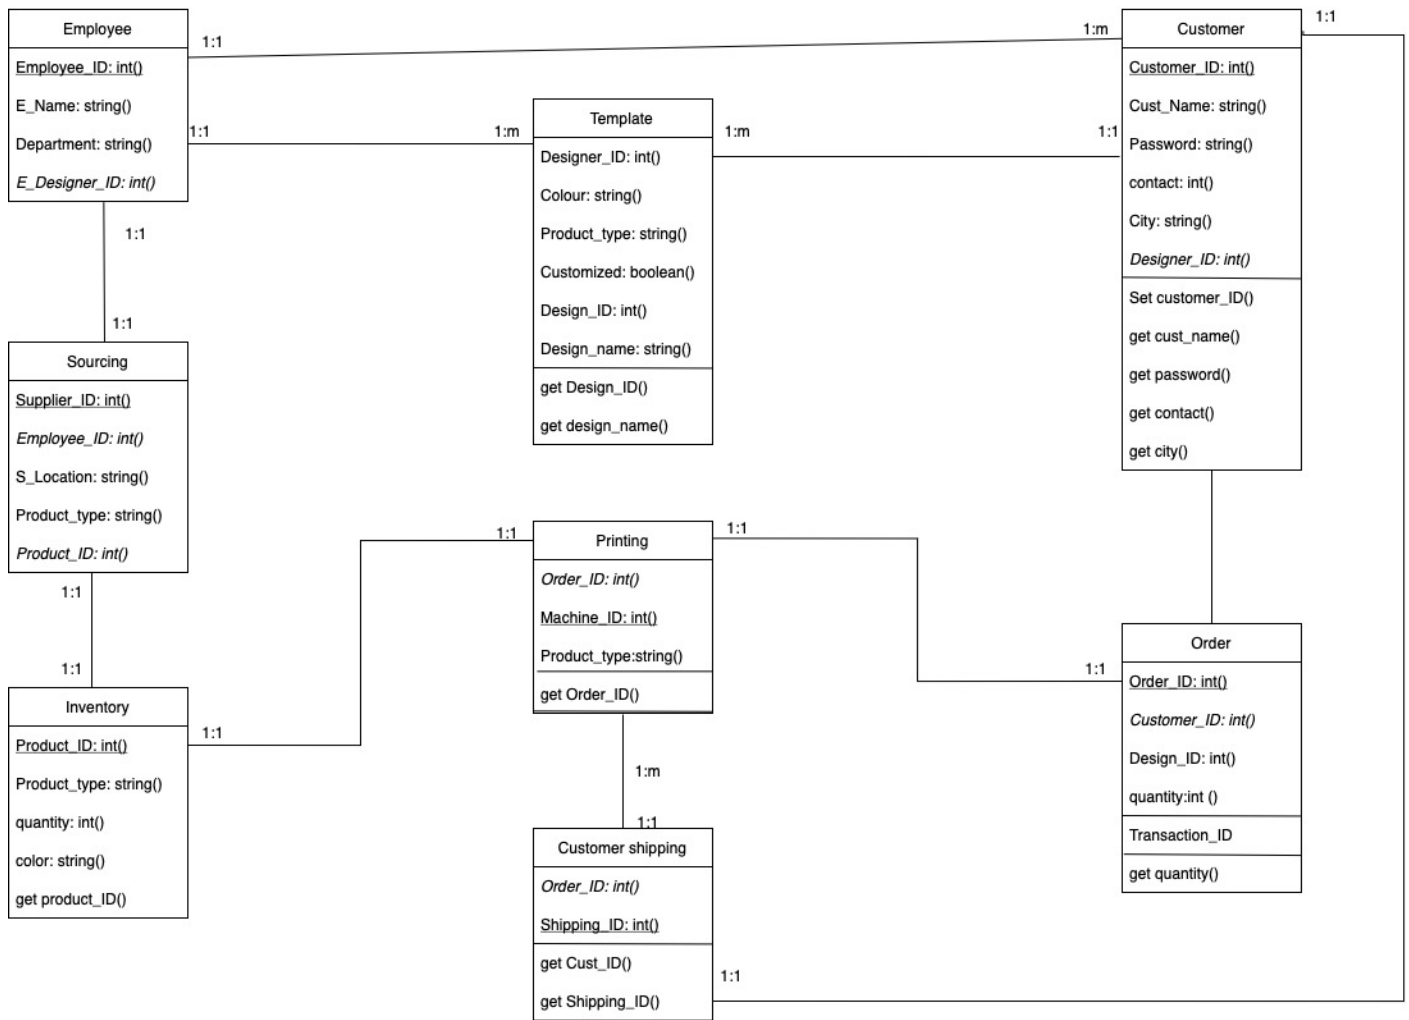 Employee
Employee_ID: int()
E_Name: string()
Department: string()
E_Designer_ID: int()
1:1
1:m
1:1
1:m
1:1
1:1
Template
Designer_ID: int()
Colour: string()
Product_type: string()
Customized: boolean()
Design_ID: int()
Design_name: string()
get Design_ID()
get design_name()
1:m
1:1
Customer
Customer_ID: int()
Cust_Name: string()
Password: string()
contact: int()
City: string()
Designer_ID: int()
Set customer_ID()
get cust_name()
get password()
get contact()
get city()
1:1
Sourcing
Supplier_ID: int()
Employee_ID: int()
S_Location: string()
Product_type: string()
Product_ID: int()
1:1
1:1
Inventory
Product_ID: int()
Product_type: string()
quantity: int()
color: string()
get product_ID()
1:1
1:1
Printing
Order_ID: int()
Machine_ID: int()
Product_type:string()
get Order_ID()
1:1
1:1
1:m
1:1
Customer shipping
Order_ID: int()
Shipping_ID: int()
get Cust_ID()
get Shipping_ID()
1:1
Order
Order_ID: int()
Customer_ID: int()
Design_ID: int()
quantity:int ()
Transaction_ID
get quantity()
1:1